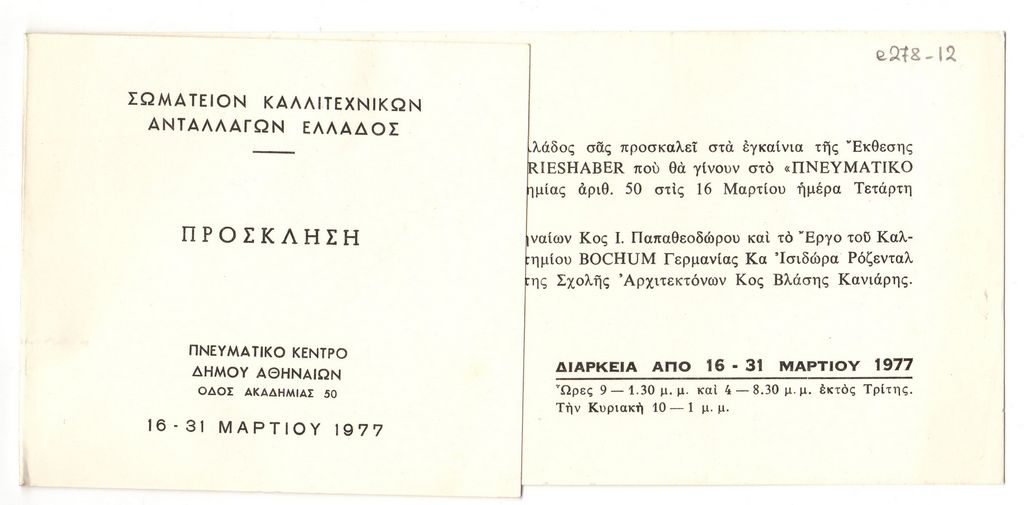 ΣΩΜΑΤΕΙΟΝ ΚΑΛΛΙΤΕΧΝΙΚΩΝ
ΑΝΤΑΛΛΑΓΩΝ ΕΛΛΑΔΟΣ
ΠΡΟΣΚΛΗΣΗ
ΠΝΕΥΜΑΤΙΚΟ ΚΕΝΤΡΟ
ΔΗΜΟΥ ΑΘΗΝΑΙΩΝ
ΟΔΟΣ ΑΚΑΔΗΜΙΑΣ 50
16 - 31 ΜΑΡΤΙΟΥ 1977
e278-12
λάδος σᾶς προσκαλεῖ στὰ ἐγκαίνια τῆς Ἔκθεσης
RIESHABER ποὺ θὰ γίνουν στὸ «ΠΝΕΥΜΑΤΙΚΟ
ημίας ἀριθ. 50 στὶς 16 Μαρτίου ἡμέρα Τετάρτη
ναίων Κος Ι. Παπαθεοδώρου καὶ τὸ Ἔργο τοῦ Καλ-
τημίου BOCHUM Γερμανίας Κα Ἰσιδώρα Ρόζενταλ
της Σχολῆς Ἀρχιτεκτόνων Κος Βλάσης Κανιάρης.
ΔΙΑΡΚΕΙΑ ΑΠΟ 16 - 31 ΜΑΡΤΙΟΥ 1977
Ὧρες 9 — 1.30 μ. μ. καὶ 4 — 8.30 μ. μ. ἐκτὸς Τρίτης.
Τὴν Κυριακὴ 10 — 1 μ. μ.